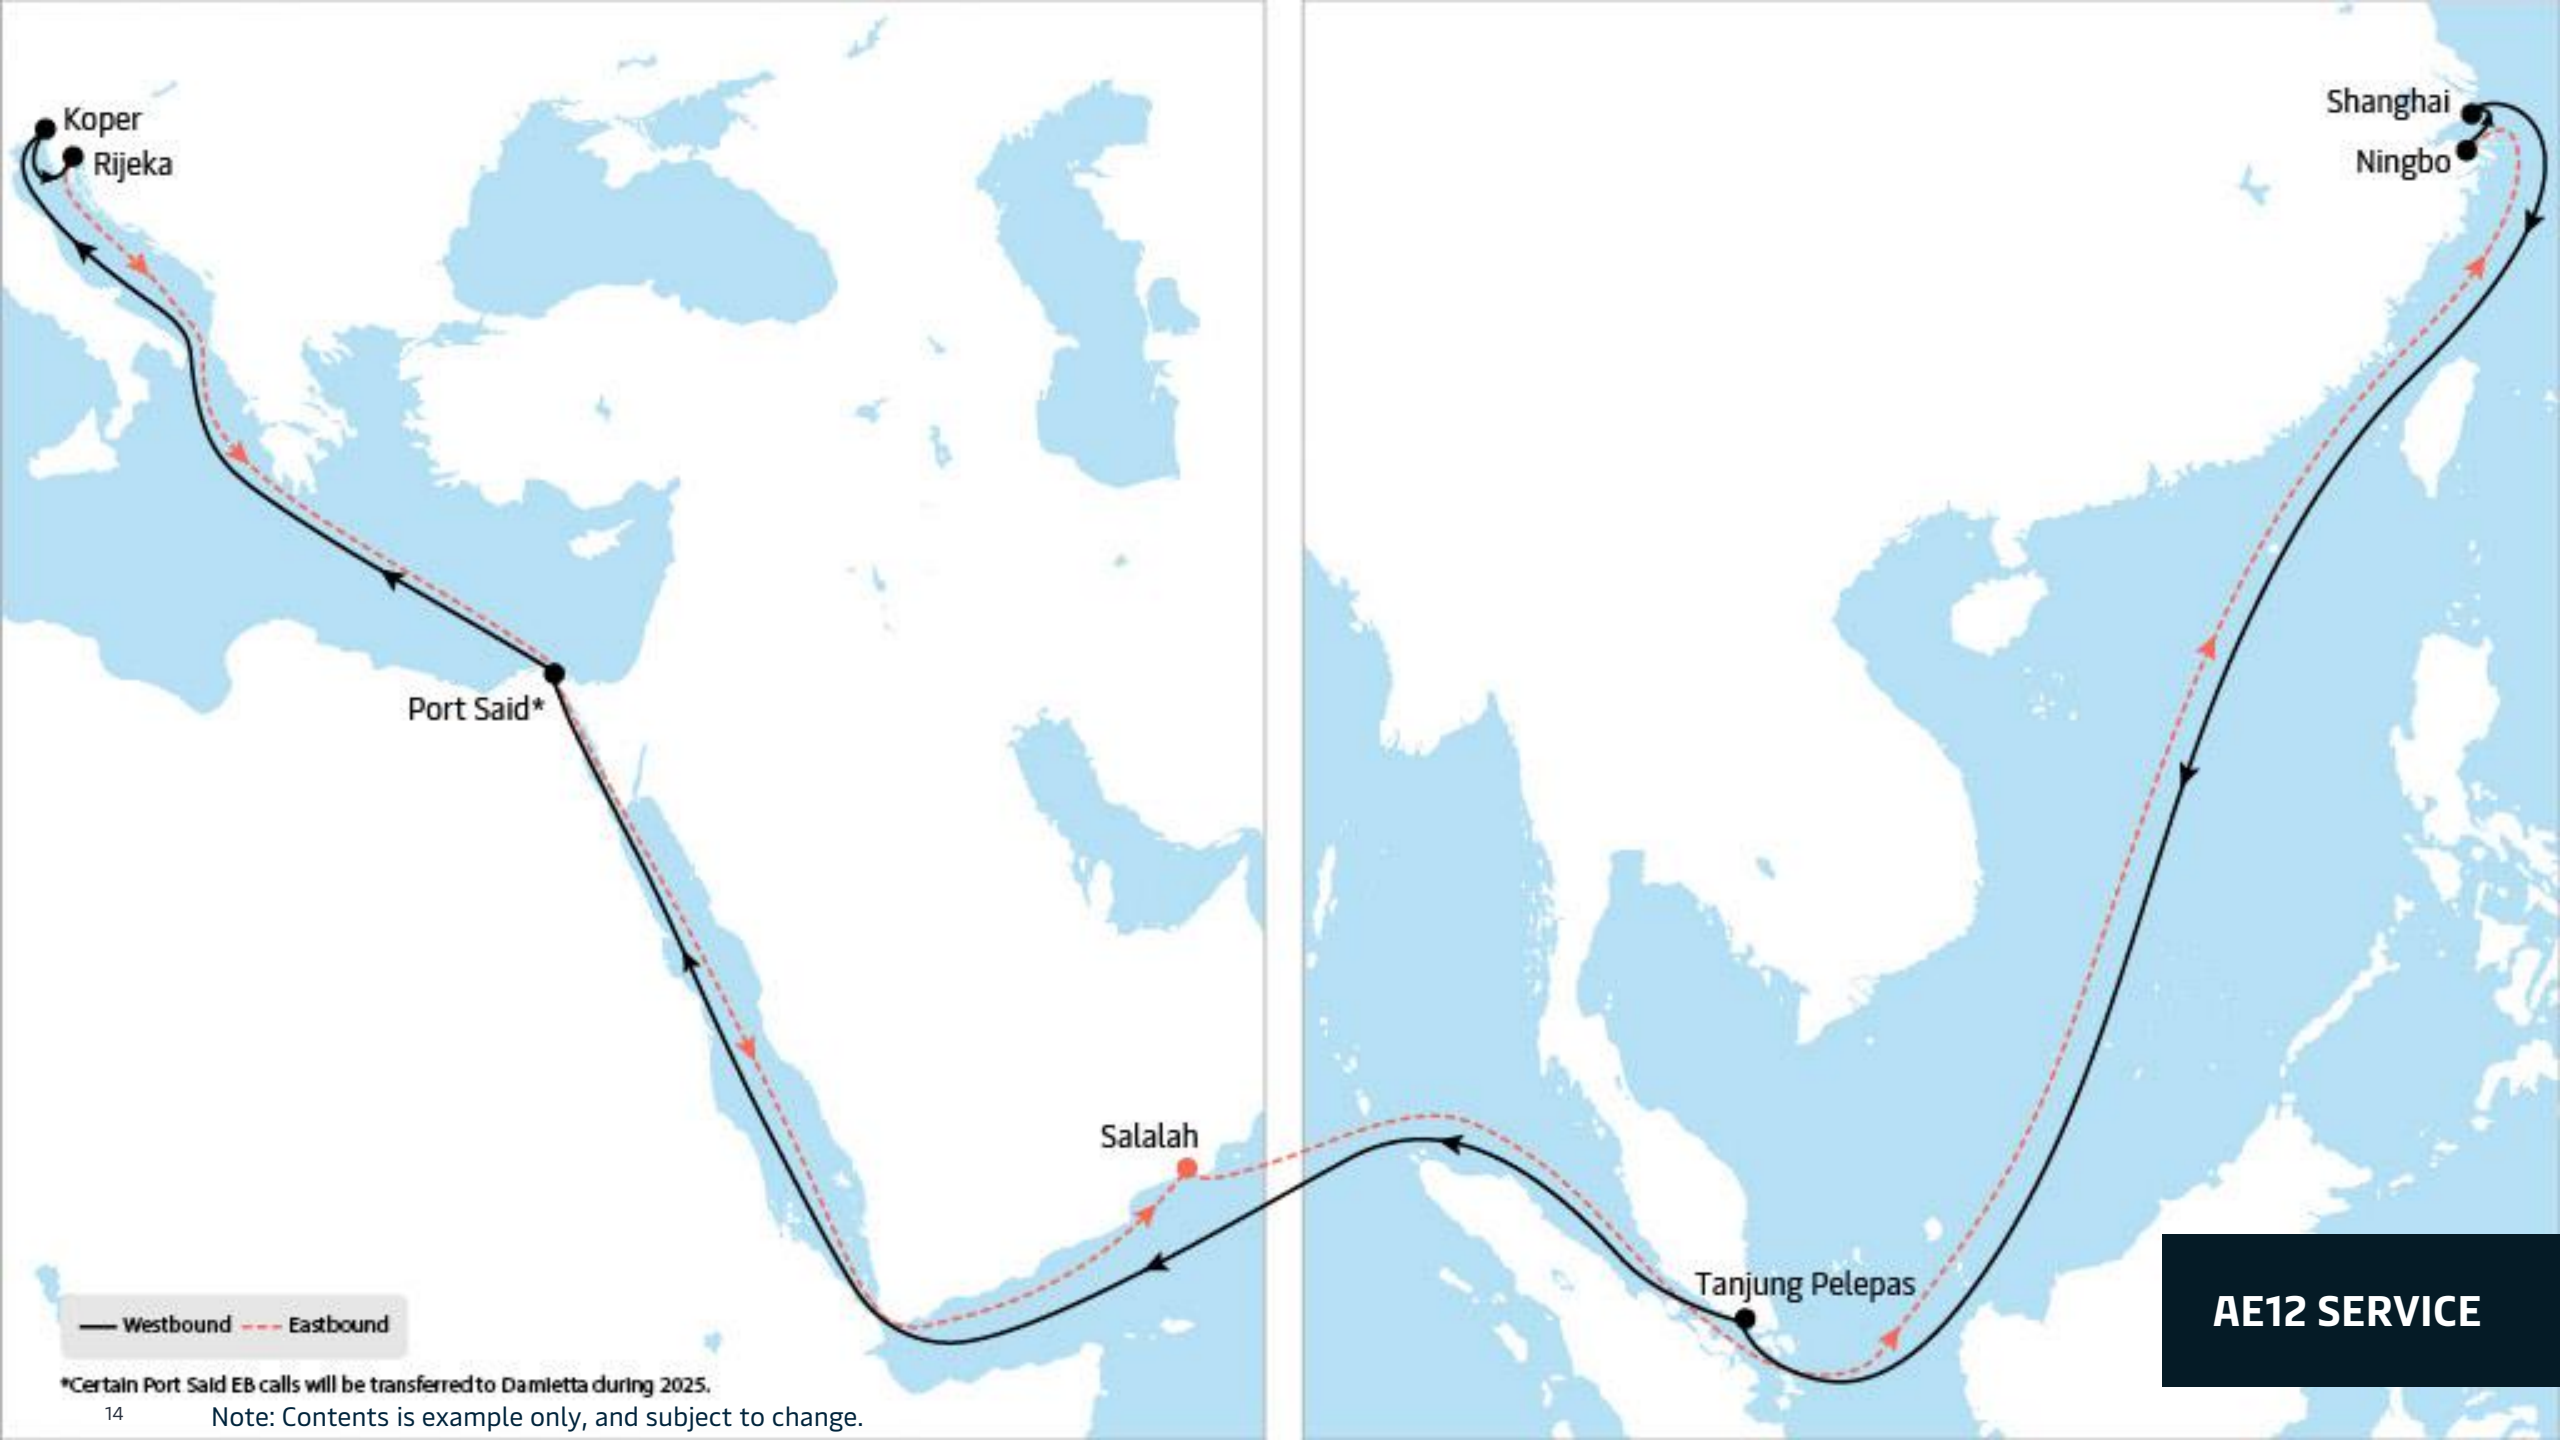 Koper
Rijeka
Shanghai
Ningbo
Port Said*
Salalah
Tanjung Pelepas
AE12 SERVICE
Westbound Eastbound
*Certain Port Said EB calls will be transferred to Damietta during 2025.
14 Note: Contents is example only, and subject to change.